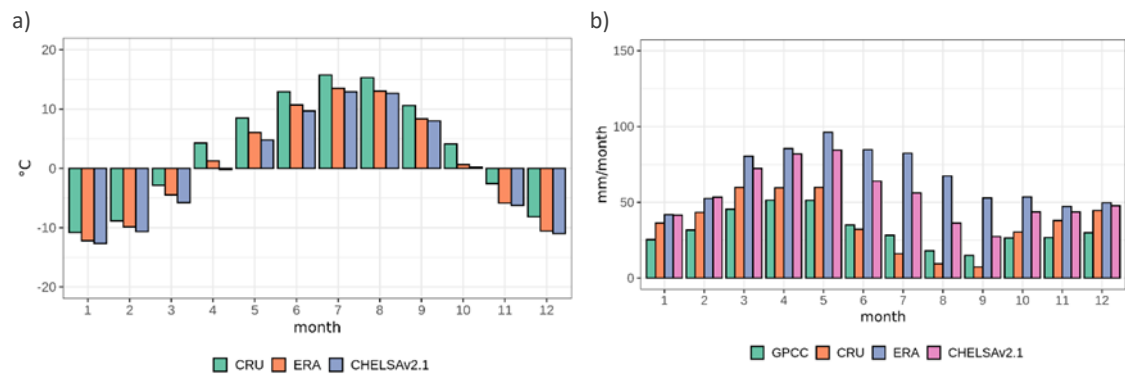 a)
20
10
0
-10
-20
°C
1 2 3 4 5 6 7 8 9 10 11 12
month
CRU ERA CHELSAv2.1
b)
150
100
50
0
mm/month
1 2 3 4 5 6 7 8 9 10 11 12
month
GPCC CRU ERA CHELSAv2.1